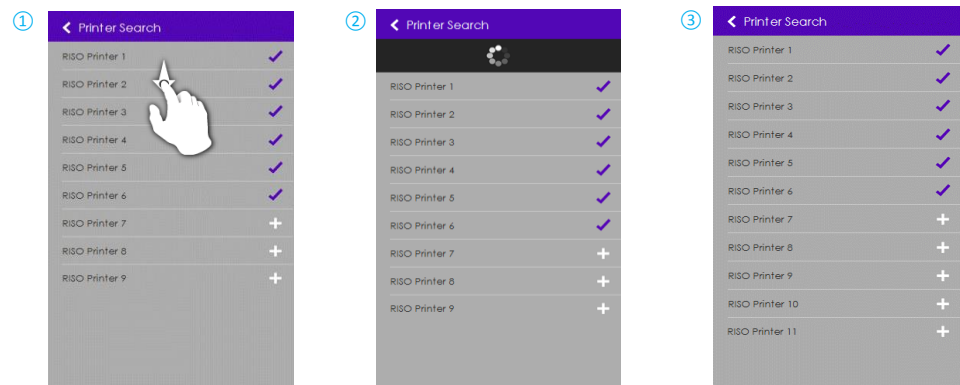 ①
Printer Search
RISO Printer 1
RISO Printer 2
RISO Printer 3
RISO Printer 4
RISO Printer 5
RISO Printer 6
RISO Printer 7
RISO Printer 8
RISO Printer 9
②
Printer Search
RISO Printer 1
RISO Printer 2
RISO Printer 3
RISO Printer 4
RISO Printer 5
RISO Printer 6
RISO Printer 7
RISO Printer 8
RISO Printer 9
③
Printer Search
RISO Printer 1
RISO Printer 2
RISO Printer 3
RISO Printer 4
RISO Printer 5
RISO Printer 6
RISO Printer 7
RISO Printer 8
RISO Printer 9
RISO Printer 10
RISO Printer 11